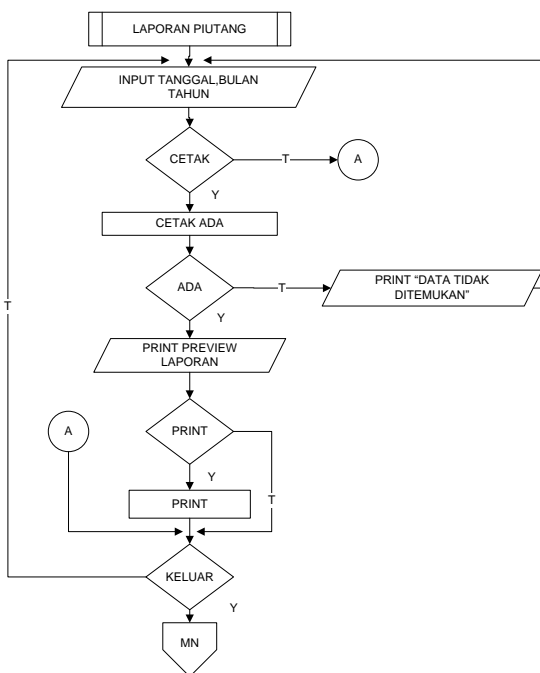 LAPORAN PIUTANG
INPUT TANGGAL,BULAN
TAHUN
CETAK
T
A
Y
CETAK ADA
ADA
T
PRINT “DATA TIDAK
DITEMUKAN”
T
Y
PRINT PREVIEW
LAPORAN
A
PRINT
Y
T
PRINT
KELUAR
Y
MN